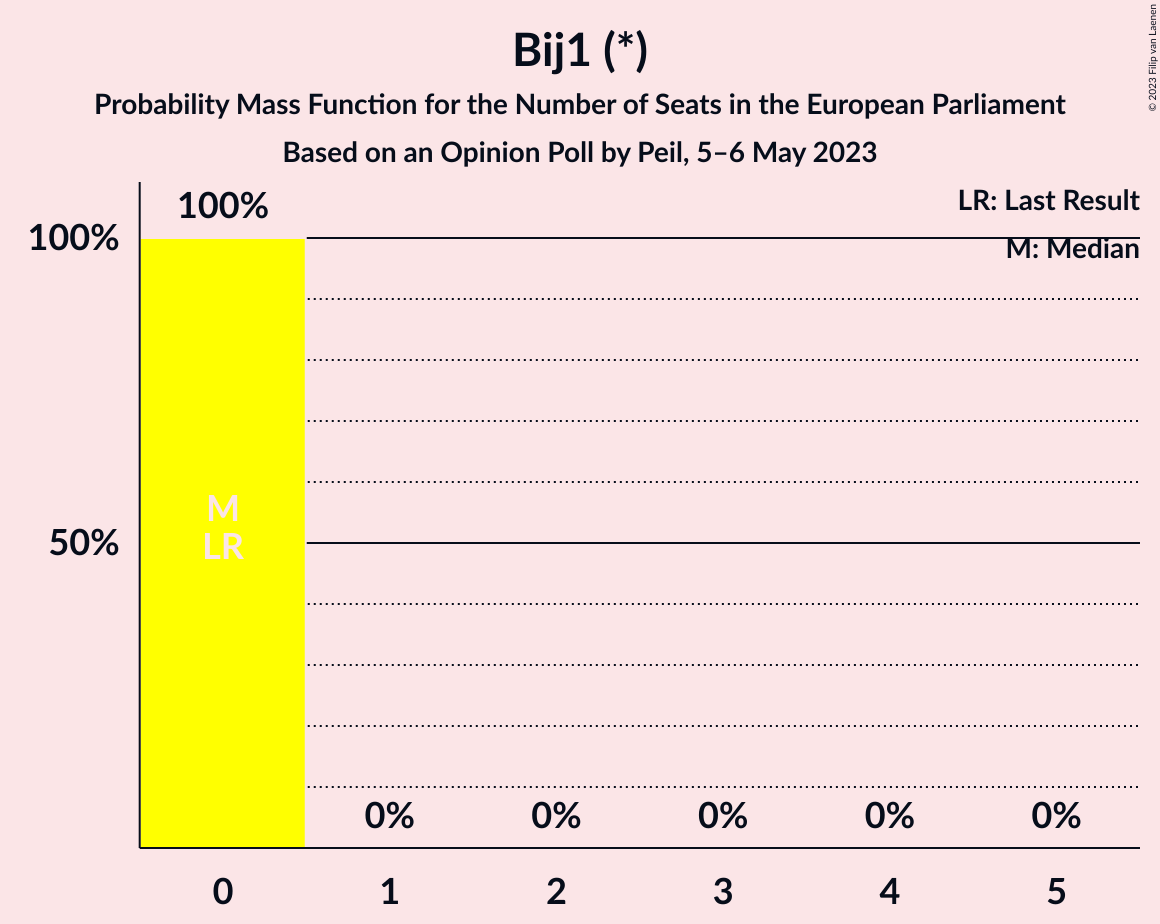 Bij1 (*)
Probability Mass Function for the Number of Seats in the European Parliament
Based on an Opinion Poll by Peil, 5–6 May 2023
© 2023 Filip van Laenen
LR: Last Result
M: Median
100%
100%
50%
M
LR
0% 0% 0% 0% 0%
0 1 2 3 4 5